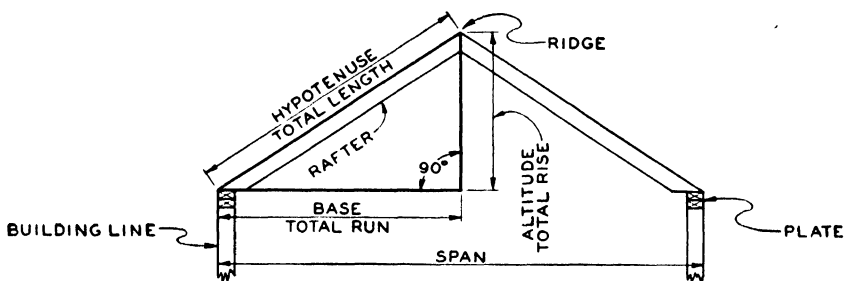 RIDGE
HYPOTENUSE
TOTAL LENGTH
RAFTER
90°
ALTITUDE
TOTAL RISE
BASE
TOTAL RUN
BUILDING LINE
PLATE
SPAN